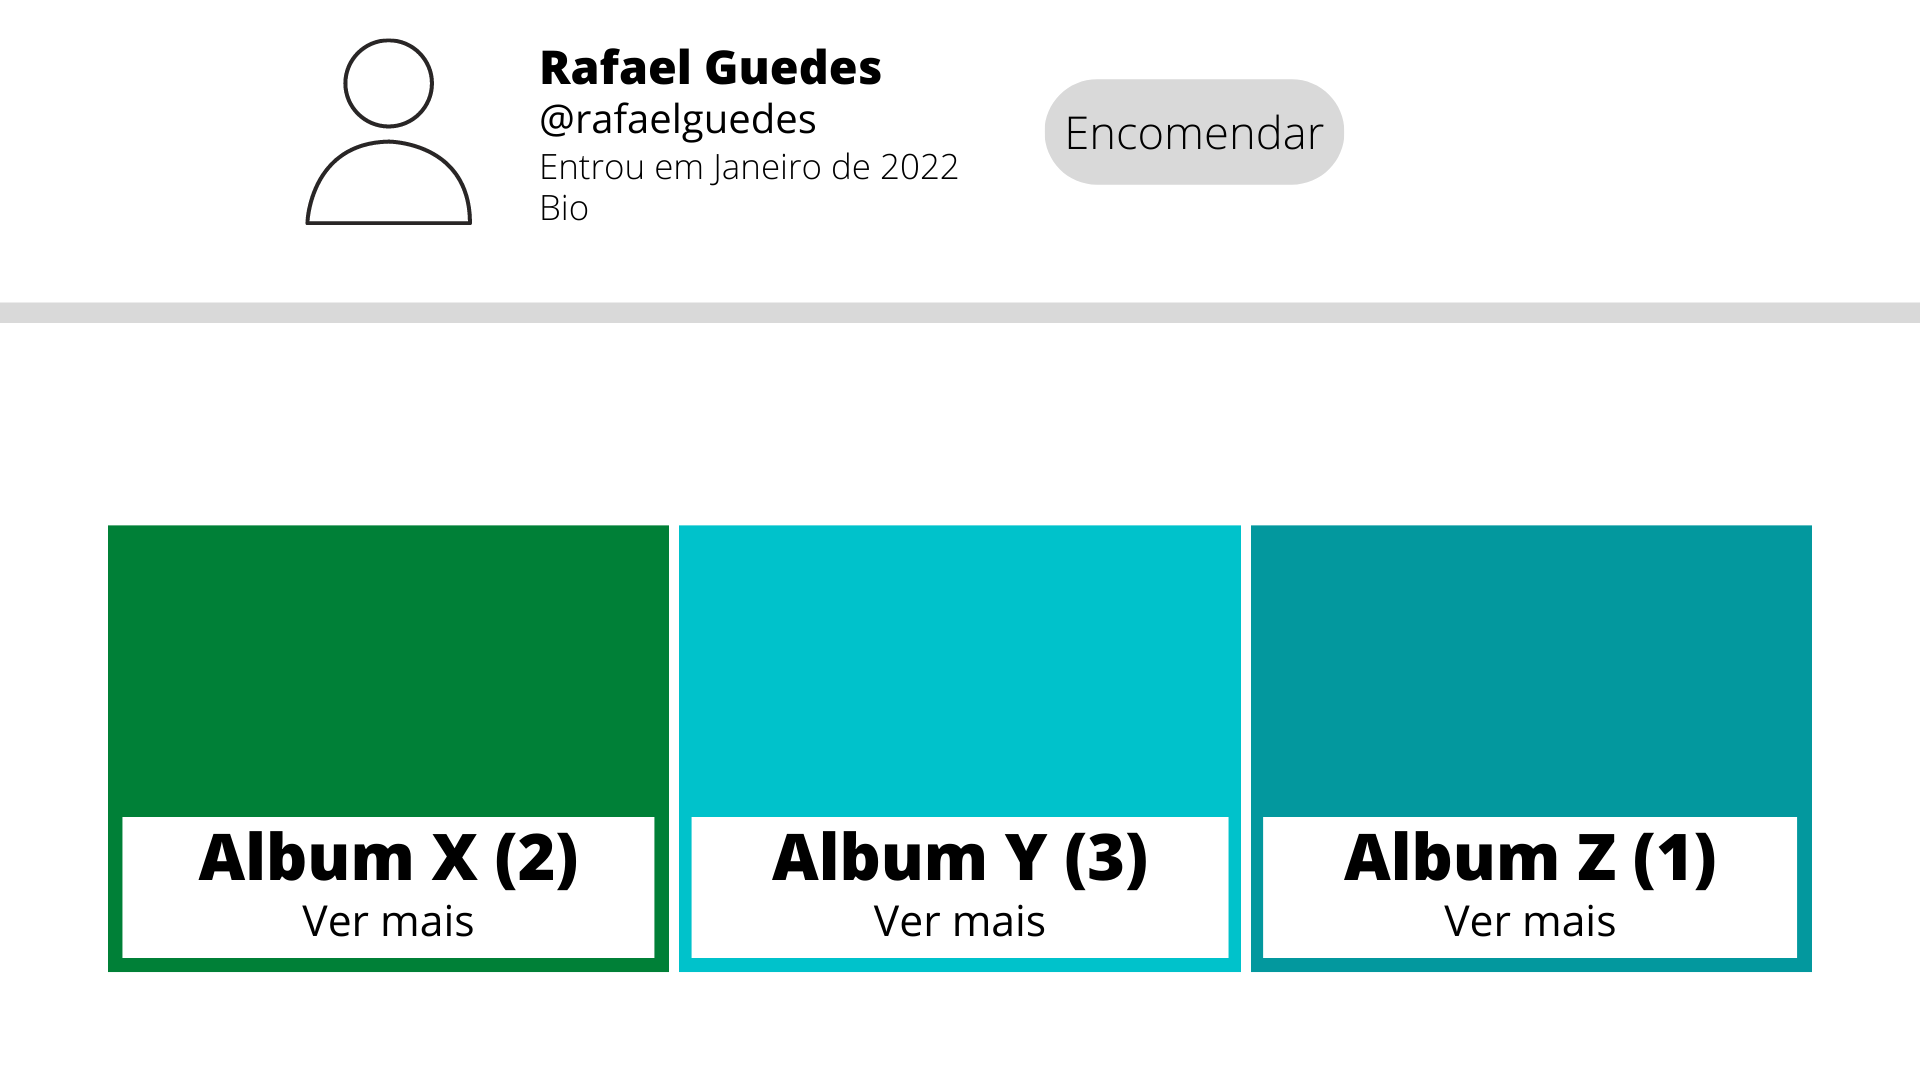 Rafael Guedes
@rafaelguedes
Entrou em Janeiro de 2022
Bio
Encomendar
Album X (2)
Ver mais
Album Y (3)
Ver mais
Album Z (1)
Ver mais